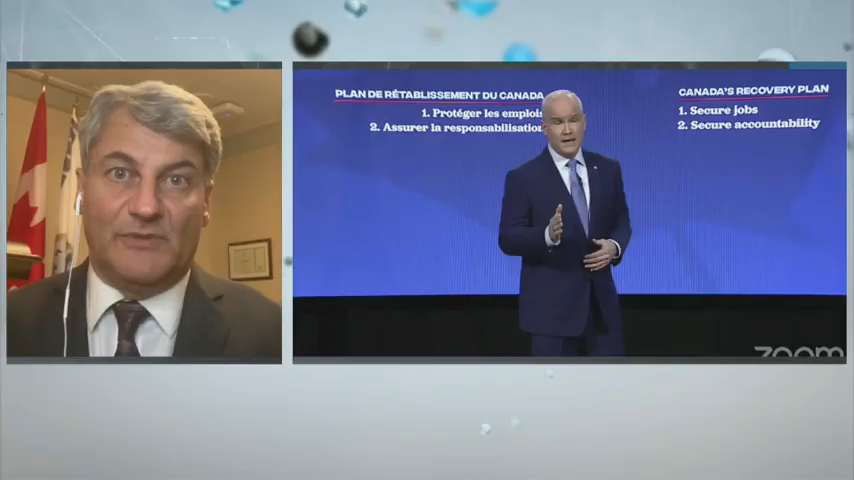 PLAN DE RÉTABLISSEMENT DU CANADA
1. Protéger les emplois
2. Assurer la responsabilisation
CANADA'S RECOVERY PLAN
1. Secure jobs
2. Secure accountability
zoom